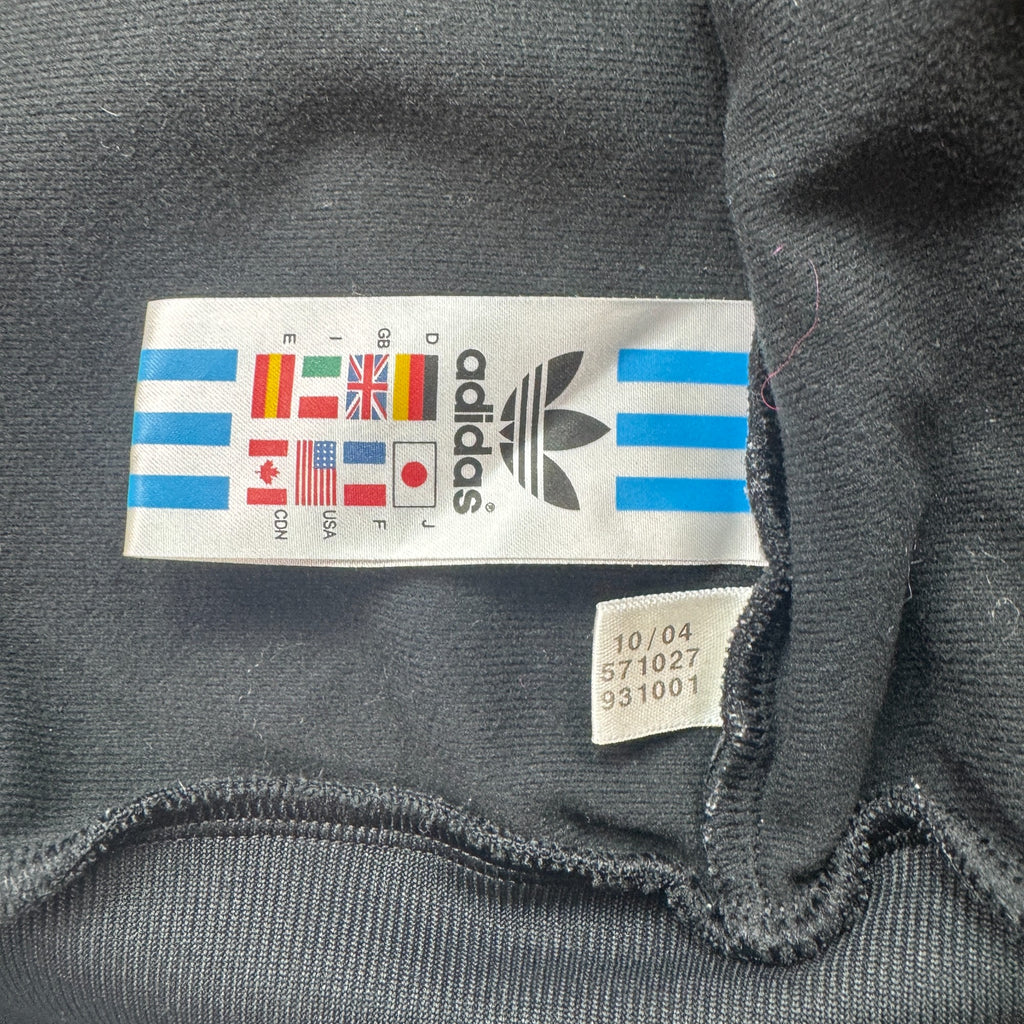 adidas®
D
J
GB
F
I
USA
E
CDN
10/04
571027
931001